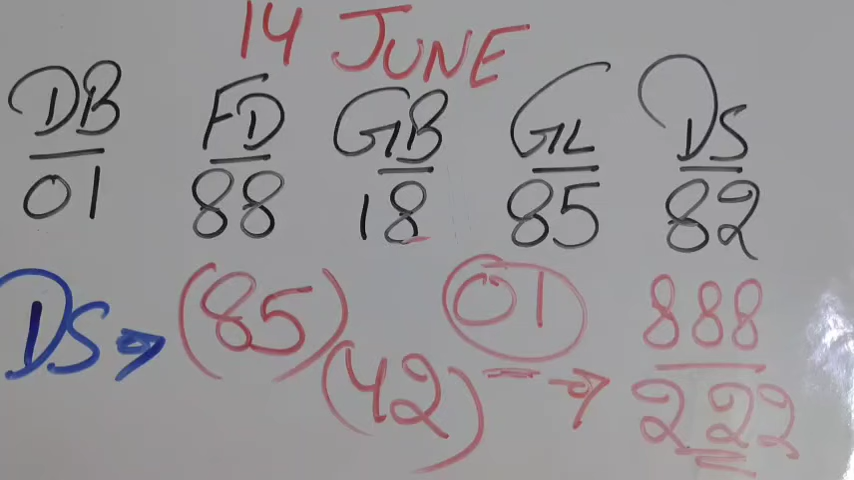 14 JUNE
DB FD GB GL DS
01 88 18 85 82
DS → (85) 01 888
(42) → 222